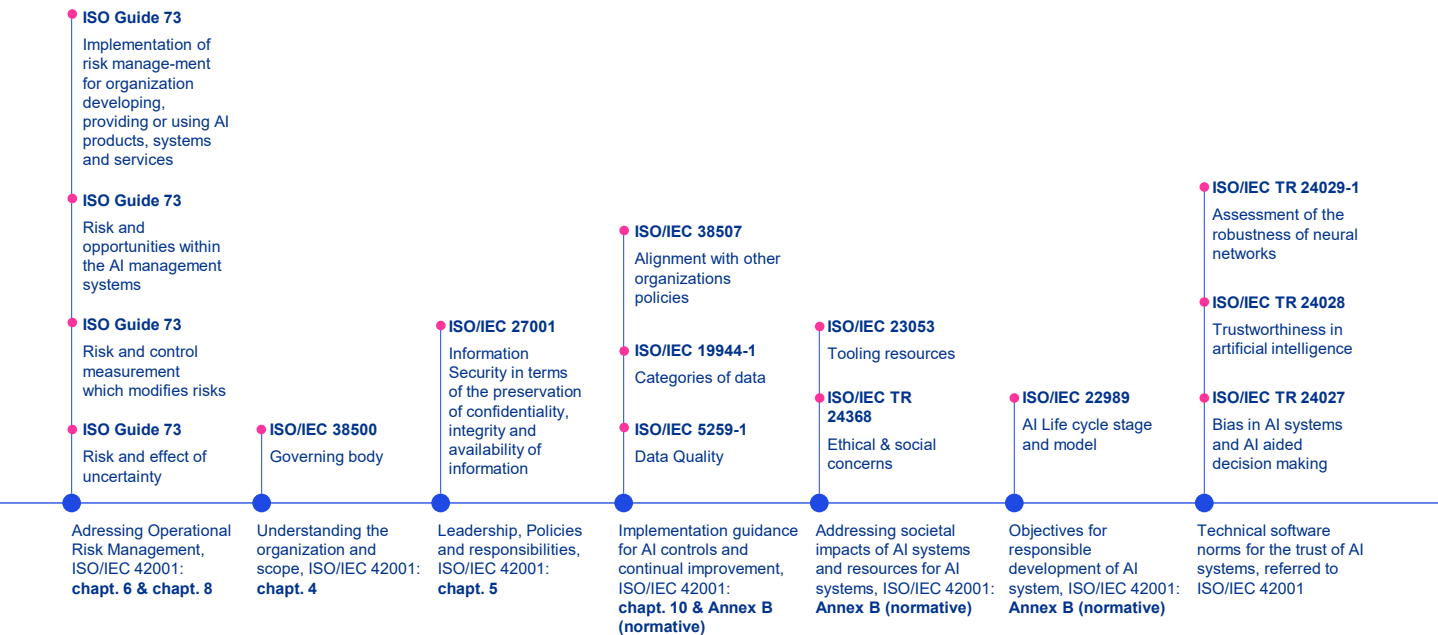 ISO Guide 73
Implementation of
risk manage-ment
for organization
developing,
providing or using AI
products, systems
and services
ISO Guide 73
Risk and
opportunities within
the AI management
systems
ISO Guide 73
Risk and control
measurement
which modifies risks
ISO Guide 73
Risk and effect of
uncertainty
Adressing Operational
Risk Management,
ISO/IEC 42001:
chapt. 6 & chapt. 8
ISO/IEC 38500
Governing body
Understanding the
organization and
scope, ISO/IEC 42001:
chapt. 4
ISO/IEC 27001
Information
Security in terms
of the preservation
of confidentiality,
integrity and
availability of
information
Leadership, Policies
and responsibilities,
ISO/IEC 42001:
chapt. 5
ISO/IEC 38507
Alignment with other
organizations
policies
ISO/IEC 19944-1
Categories of data
ISO/IEC 5259-1
Data Quality
Implementation guidance
for AI controls and
continual improvement,
ISO/IEC 42001:
chapt. 10 & Annex B
(normative)
ISO/IEC 23053
Tooling resources
ISO/IEC TR
24368
Ethical & social
concerns
Addressing societal
impacts of AI systems
and resources for AI
systems, ISO/IEC 42001:
Annex B (normative)
ISO/IEC 22989
AI Life cycle stage
and model
Objectives for
responsible
development of AI
system, ISO/IEC 42001:
Annex B (normative)
ISO/IEC TR 24029-1
Assessment of the
robustness of neural
networks
ISO/IEC TR 24028
Trustworthiness in
artificial intelligence
ISO/IEC TR 24027
Bias in AI systems
and AI aided
decision making
Technical software
norms for the trust of AI
systems, referred to
ISO/IEC 42001